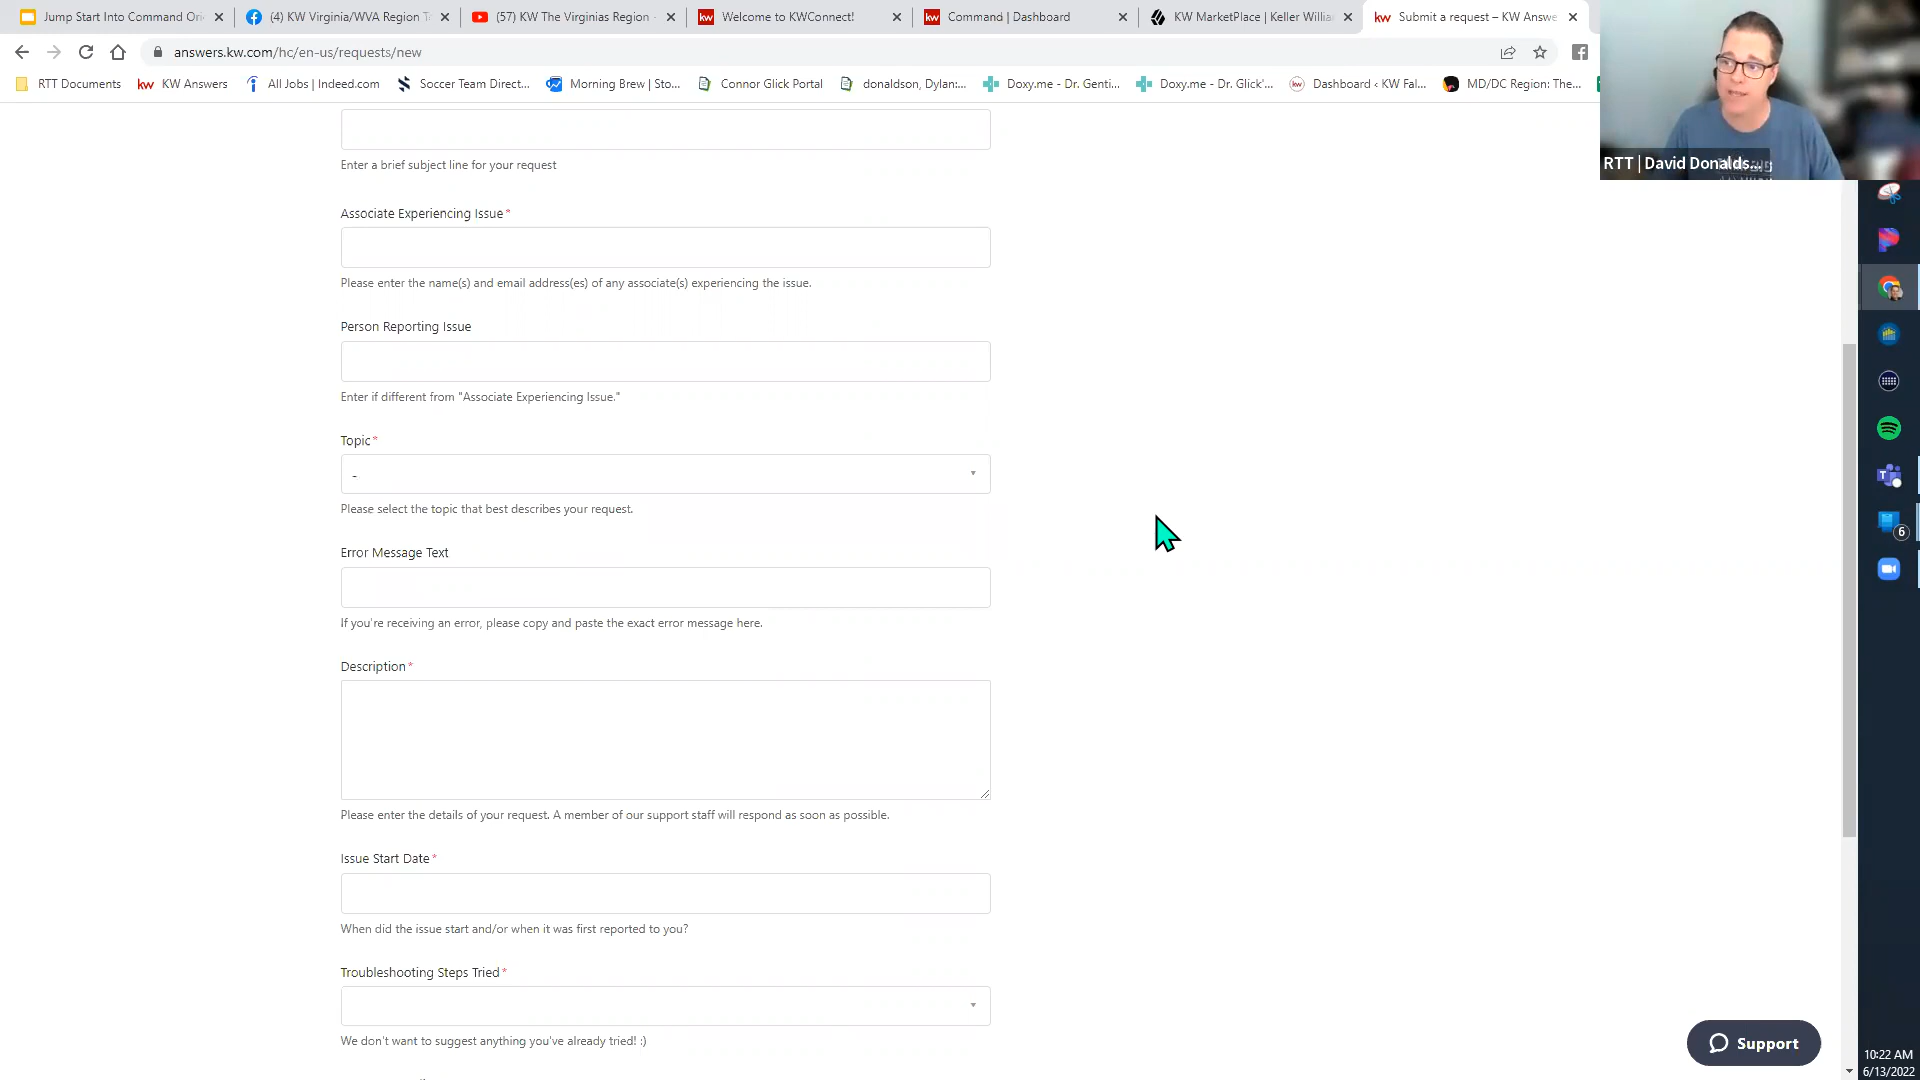 Jump Start Into Command Ori
(4) KW Virginia/WVA Region T
(57) KW The Virginias Region
Welcome to KWConnect!
Command | Dashboard
KW MarketPlace | Keller Willia
Submit a request – KW Answe
answers.kw.com/hc/en-us/requests/new
RTT Documents
kw KW Answers
All Jobs | Indeed.com
Soccer Team Direct...
Morning Brew | Sto...
Connor Glick Portal
donaldson, Dylan:...
Doxy.me - Dr. Genti...
Doxy.me - Dr. Glick'...
Dashboard ‹ KW Fal...
MD/DC Region: The...
RTT | David Donalds...
Enter a brief subject line for your request
Associate Experiencing Issue*
Please enter the name(s) and email address(es) of any associate(s) experiencing the issue.
Person Reporting Issue
Enter if different from "Associate Experiencing Issue."
Topic*
-
Please select the topic that best describes your request.
Error Message Text
If you're receiving an error, please copy and paste the exact error message here.
Description*
Please enter the details of your request. A member of our support staff will respond as soon as possible.
Issue Start Date*
When did the issue start and/or when it was first reported to you?
Troubleshooting Steps Tried*
We don't want to suggest anything you've already tried! :)
Support
6
10:22 AM
6/13/2022